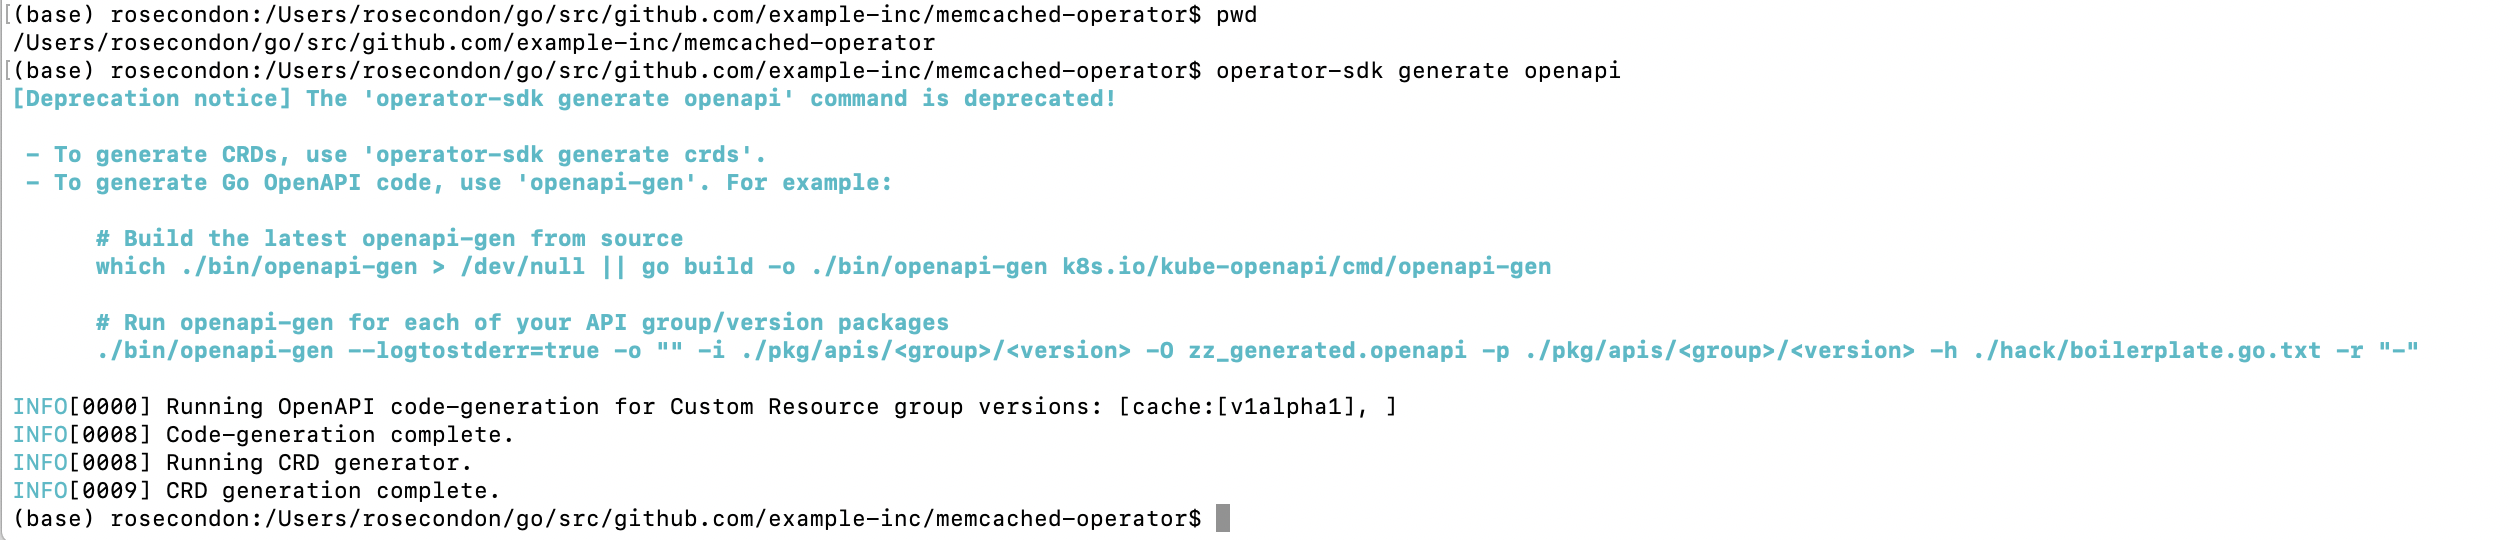 (base) rosecondon:/Users/rosecondon/go/src/github.com/example-inc/memcached-operator$ pwd
/Users/rosecondon/go/src/github.com/example-inc/memcached-operator
(base) rosecondon:/Users/rosecondon/go/src/github.com/example-inc/memcached-operator$ operator-sdk generate openapi
[Deprecation notice] The 'operator-sdk generate openapi' command is deprecated!
- To generate CRDs, use 'operator-sdk generate crds'.
- To generate Go OpenAPI code, use 'openapi-gen'. For example:
# Build the latest openapi-gen from source
which ./bin/openapi-gen > /dev/null || go build -o ./bin/openapi-gen k8s.io/kube-openapi/cmd/openapi-gen
# Run openapi-gen for each of your API group/version packages
./bin/openapi-gen --logtostderr=true -o "" -i ./pkg/apis/<group>/<version> -O zz_generated.openapi -p ./pkg/apis/<group>/<version> -h ./hack/boilerplate.go.txt -r "-"
INFO[0000] Running OpenAPI code-generation for Custom Resource group versions: [cache:[v1alpha1], ]
INFO[0008] Code-generation complete.
INFO[0008] Running CRD generator.
INFO[0009] CRD generation complete.
(base) rosecondon:/Users/rosecondon/go/src/github.com/example-inc/memcached-operator$